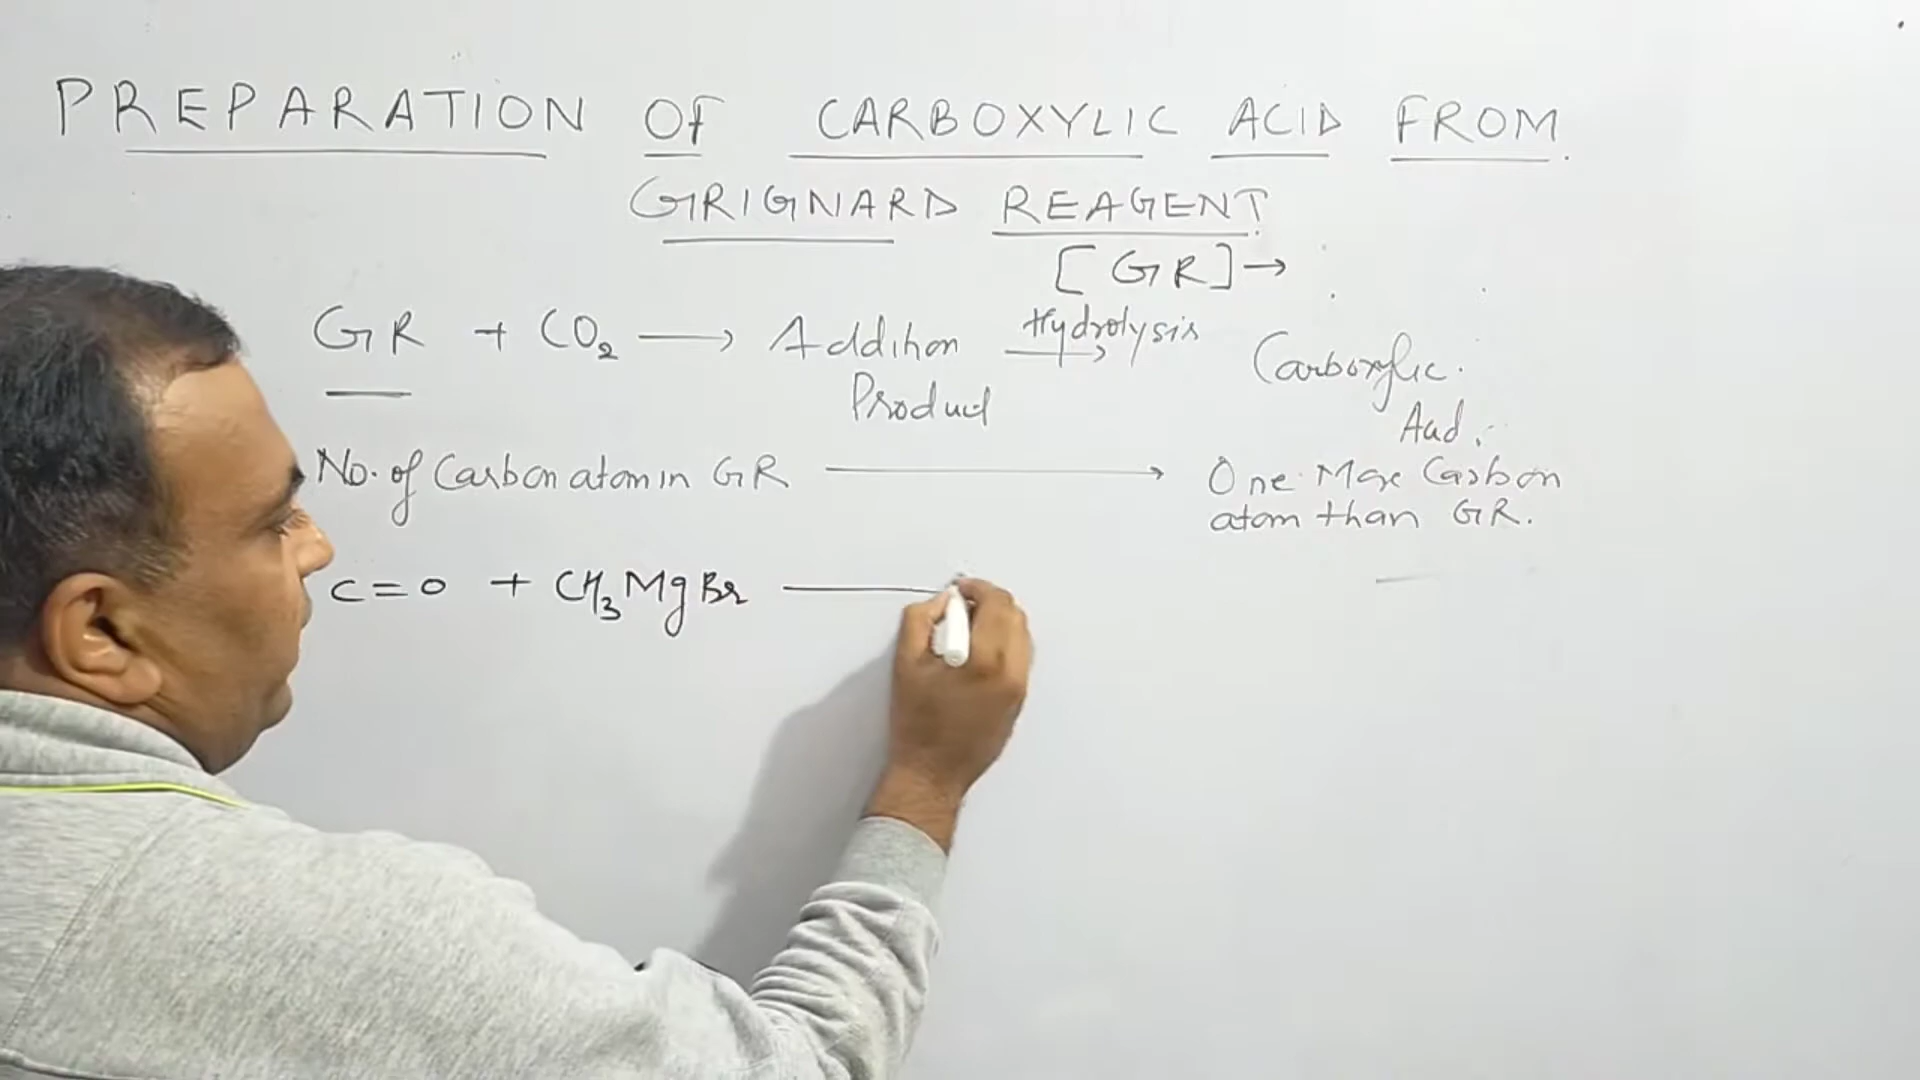 PREPARATION OF CARBOXYLIC ACID FROM
GRIGNARD REAGENT.
[GR]→
GR + CO₂ → Addition Product Hydrolysis → Carboxylic. Acid.
No. of Carbon atom in GR → One More Carbon
atom than GR.
C=O + CH₃MgBr —